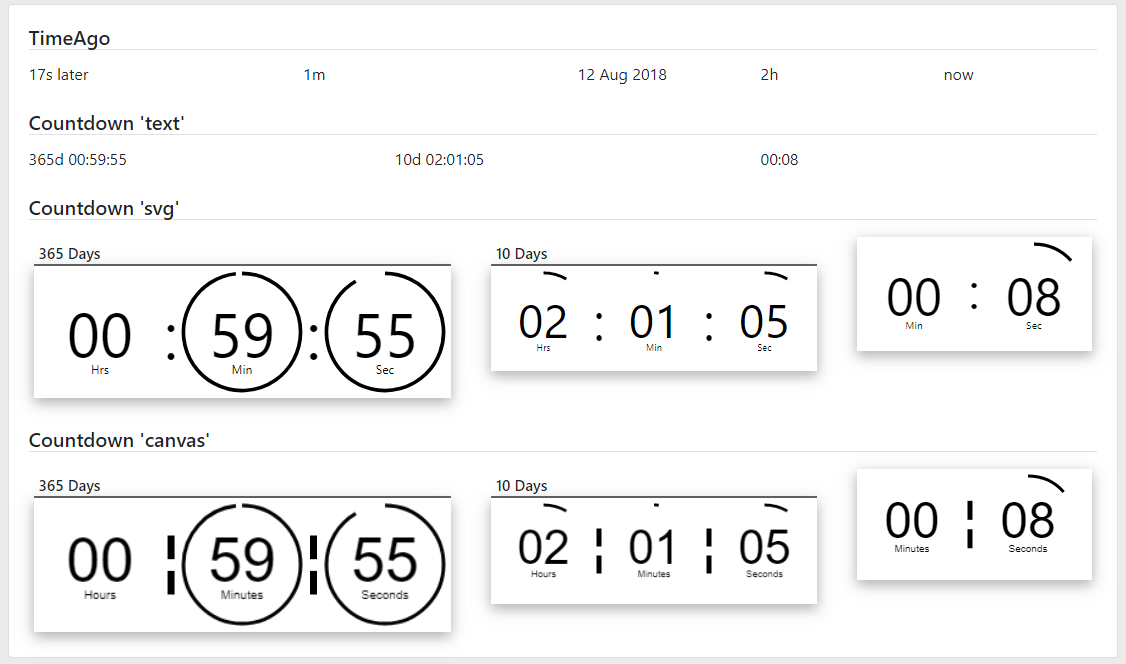 TimeAgo
17s later 1m 12 Aug 2018 2h now
Countdown 'text'
365d 00:59:55 10d 02:01:05 00:08
Countdown 'svg'
365 Days
00 : 59 : 55
Hrs Min Sec
10 Days
02 : 01 : 05
Hrs Min Sec
00 : 08
Min Sec
Countdown 'canvas'
365 Days
00 ¦ 59 ¦ 55
Hours Minutes Seconds
10 Days
02 ¦ 01 ¦ 05
Hours Minutes Seconds
00 ¦ 08
Minutes Seconds